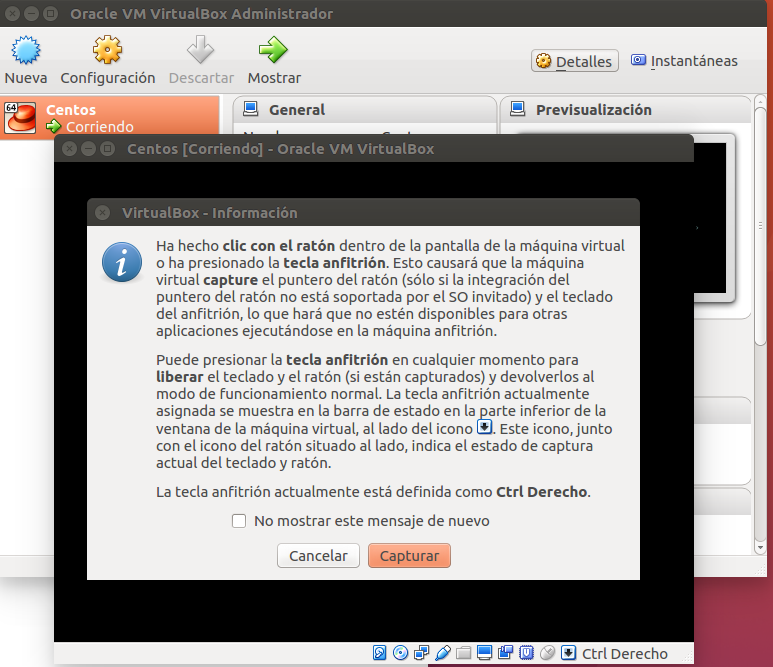 Oracle VM VirtualBox Administrador
Nueva Configuración Descartar Mostrar
Detalles Instantáneas
64 Centos
Corriendo
General
Previsualización
Centos [Corriendo] - Oracle VM VirtualBox
VirtualBox - Información
Ha hecho clic con el ratón dentro de la pantalla de la máquina virtual
o ha presionado la tecla anfitrión. Esto causará que la máquina
virtual capture el puntero del ratón (sólo si la integración del
puntero del ratón no está soportada por el SO invitado) y el teclado
del anfitrión, lo que hará que no estén disponibles para otras
aplicaciones ejecutándose en la máquina anfitrión.
Puede presionar la tecla anfitrión en cualquier momento para
liberar el teclado y el ratón (si están capturados) y devolverlos al
modo de funcionamiento normal. La tecla anfitrión actualmente
asignada se muestra en la barra de estado en la parte inferior de la
ventana de la máquina virtual, al lado del icono . Este icono, junto
con el icono del ratón situado al lado, indica el estado de captura
actual del teclado y ratón.
La tecla anfitrión actualmente está definida como Ctrl Derecho.
No mostrar este mensaje de nuevo
Cancelar Capturar
Ctrl Derecho